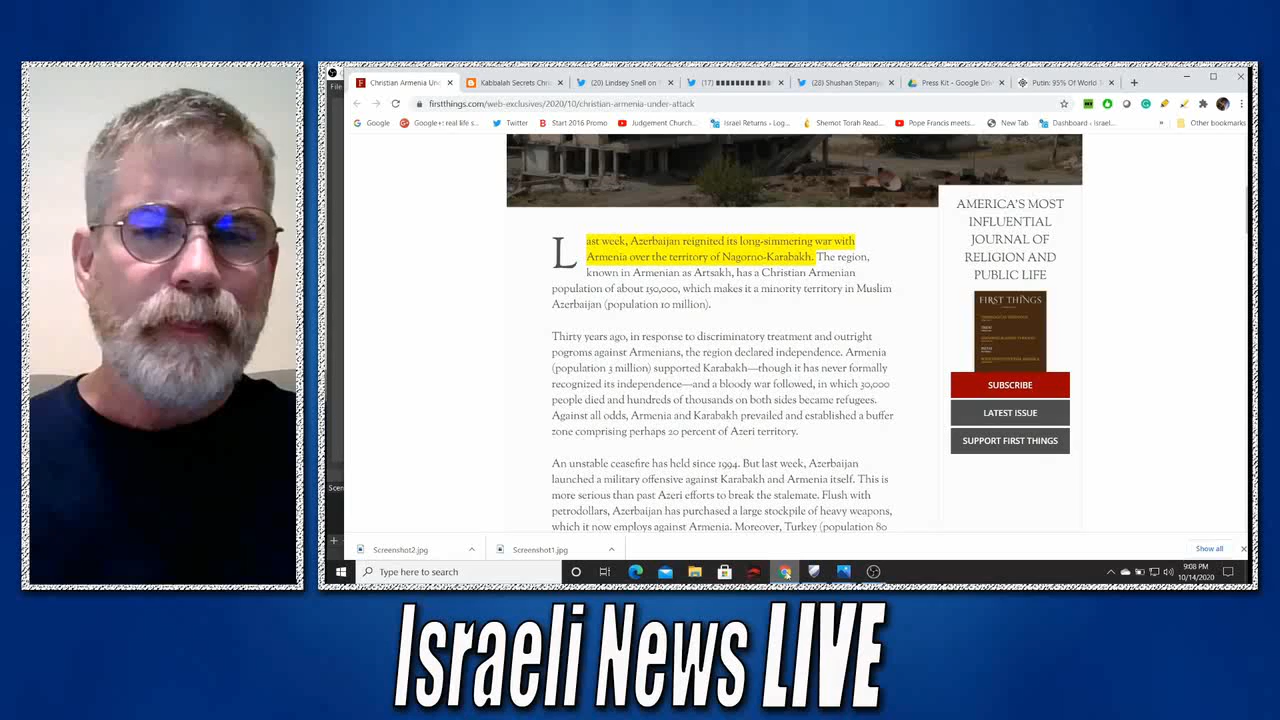 File
Christian Armenia Und
Kabbalah Secrets Chri
(20) Lindsey Snell on
(17)
(28) Shushan Stepany
Press Kit - Google Dri
Putin: 95% Of World
firstthings.com/web-exclusives/2020/10/christian-armenia-under-attack
Google
Google+: real life s...
Twitter
Start 2016 Promo
Judgement Church...
Israel Returns - Log...
Shemot Torah Read...
Pope Francis meets...
New Tab
Dashboard ‹ Israel...
Other bookmarks
Last week, Azerbaijan reignited its long-simmering war with
Armenia over the territory of Nagorno-Karabakh. The region,
known in Armenian as Artsakh, has a Christian Armenian
population of about 150,000, which makes it a minority territory in Muslim
Azerbaijan (population 10 million).
Thirty years ago, in response to discriminatory treatment and outright
pogroms against Armenians, the region declared independence. Armenia
(population 3 million) supported Karabakh—though it has never formally
recognized its independence—and a bloody war followed, in which 30,000
people died and hundreds of thousands on both sides became refugees.
Against all odds, Armenia and Karabakh prevailed and established a buffer
zone comprising perhaps 20 percent of Azeri territory.
An unstable ceasefire has held since 1994. But last week, Azerbaijan
launched a military offensive against Karabakh and Armenia itself. This is
more serious than past Azeri efforts to break the stalemate. Flush with
petrodollars, Azerbaijan has purchased a large stockpile of heavy weapons,
which it now employs against Armenia. Moreover, Turkey (population 80
AMERICA'S MOST
INFLUENTIAL
JOURNAL OF
RELIGION AND
PUBLIC LIFE
FIRST THINGS
SUBSCRIBE
LATEST ISSUE
SUPPORT FIRST THINGS
Scen
Screenshot2.jpg
Screenshot1.jpg
Show all
Type here to search
9:08 PM
10/14/2020
Israeli News LIVE